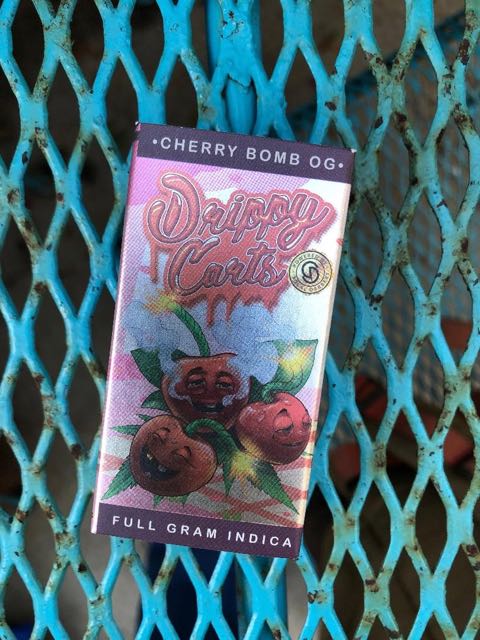 •CHERRY BOMB OG•
Drippy
Carts
FULL GRAM INDICA